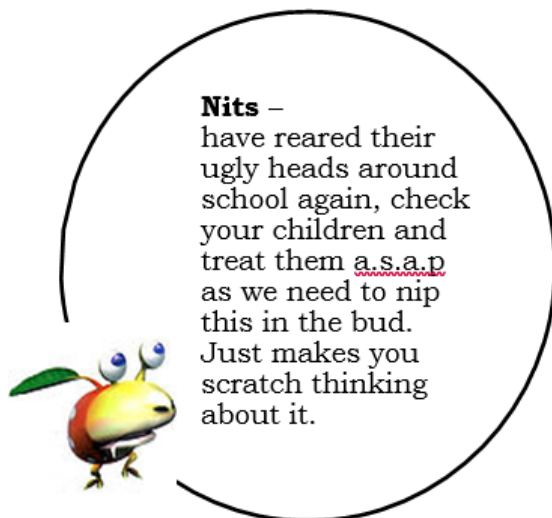 Nits –
have reared their
ugly heads around
school again, check
your children and
treat them a.s.a.p
as we need to nip
this in the bud.
Just makes you
scratch thinking
about it.